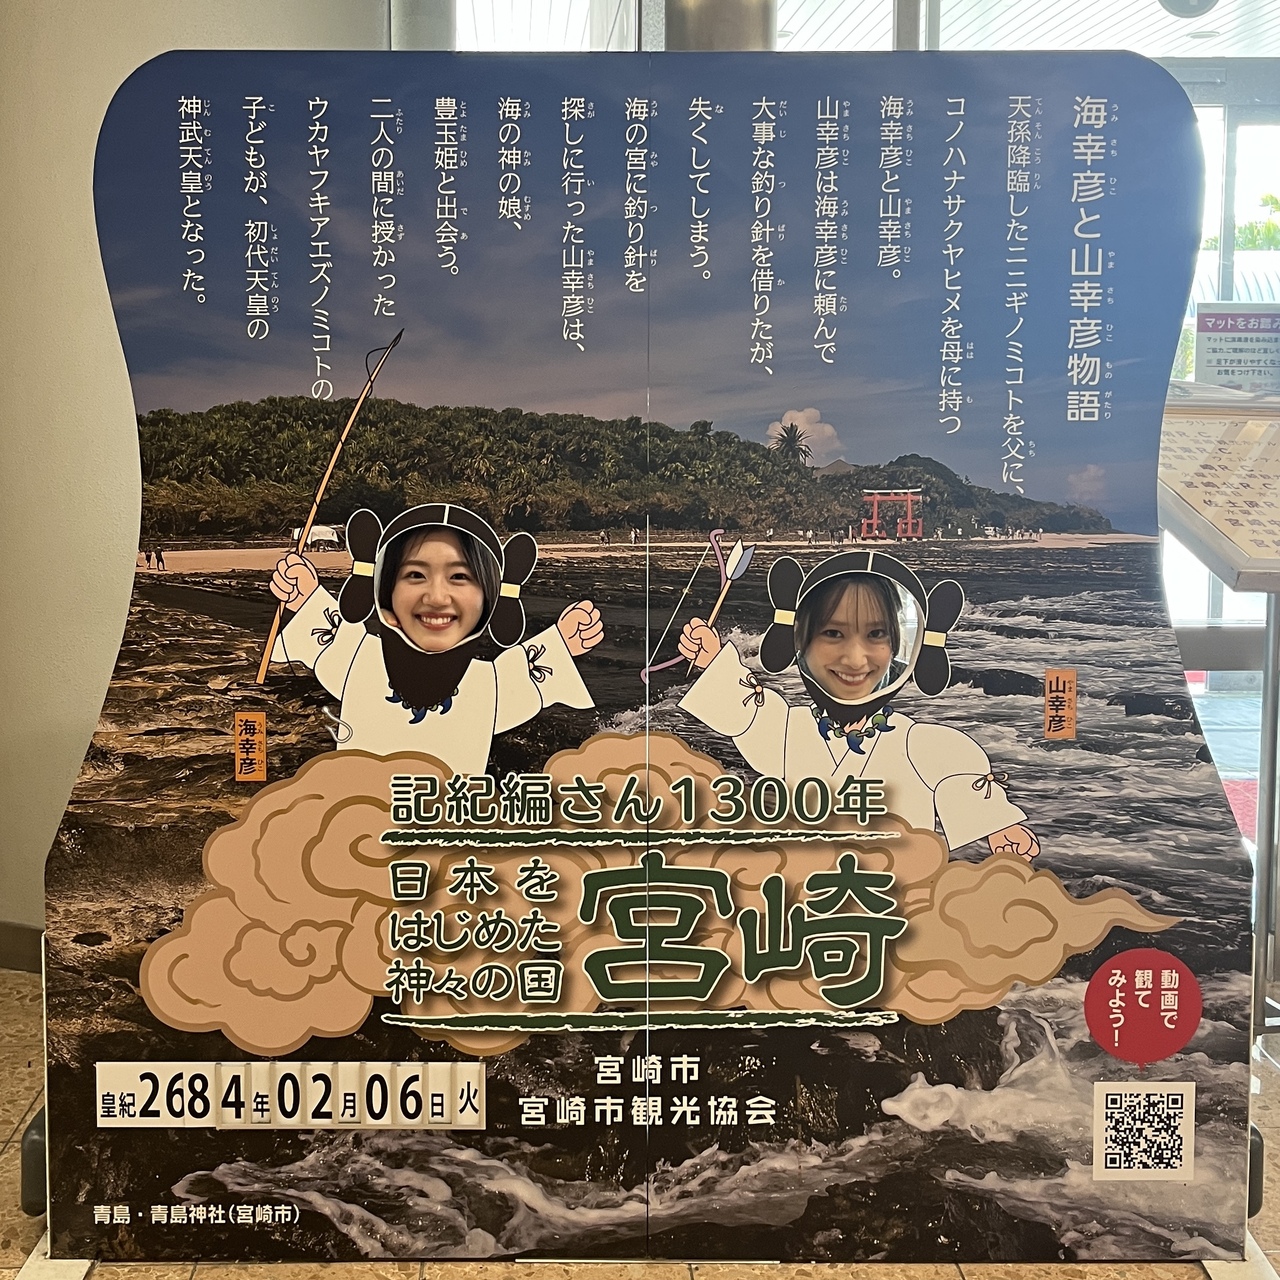 海幸彦と山幸彦物語
天孫降臨したニニギノミコトを父に、
コノハナサクヤヒメを母に持つ
海幸彦と山幸彦。
山幸彦は海幸彦に頼んで
大事な釣り針を借りたが、
失くしてしまう。
海の宮に釣り針を
探しに行った山幸彦は、
海の神の娘、
豊玉姫と出会う。
二人の間に授かった
ウカヤフキアエズノミコトの
子どもが、初代天皇の
神武天皇となった。
海幸彦
山幸彦
記紀編さん1300年
日本を
はじめた
神々の国
宮崎
動画で
観て
みよう!
皇紀2684年02月06日 火
宮崎市
宮崎市観光協会
青島・青島神社(宮崎市)
マットをお踏み